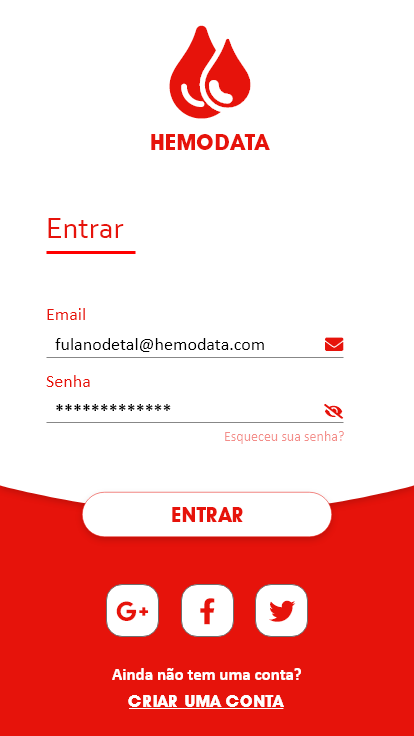 HEMODATA
Entrar
Email
fulanodetal@hemodata.com
Senha
*************
Esqueceu sua senha?
ENTRAR
G+
Ainda não tem uma conta?
CRIAR UMA CONTA